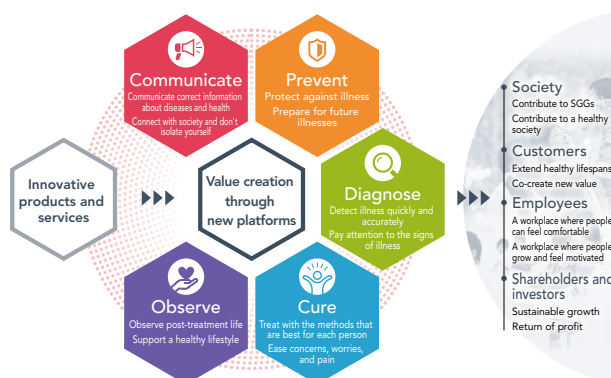 Innovative
products and
services
Communicate
Communicate correct information
about diseases and health
Connect with society and don't
isolate yourself
Prevent
Protect against illness
Prepare for future
illnesses
Value creation
through
new platforms
Diagnose
Detect illness quickly and
accurately
Pay attention to the signs
of illness
Observe
Observe post-treatment life
Support a healthy lifestyle
Cure
Treat with the methods that
are best for each person
Ease concerns, worries,
and pain
Society
Contribute to SGGs
Contribute to a healthy
society
Customers
Extend healthy lifespans
Co-create new value
Employees
A workplace where people
can feel comfortable
A workplace where people
grow and feel motivated
Shareholders and
investors
Sustainable growth
Return of profit